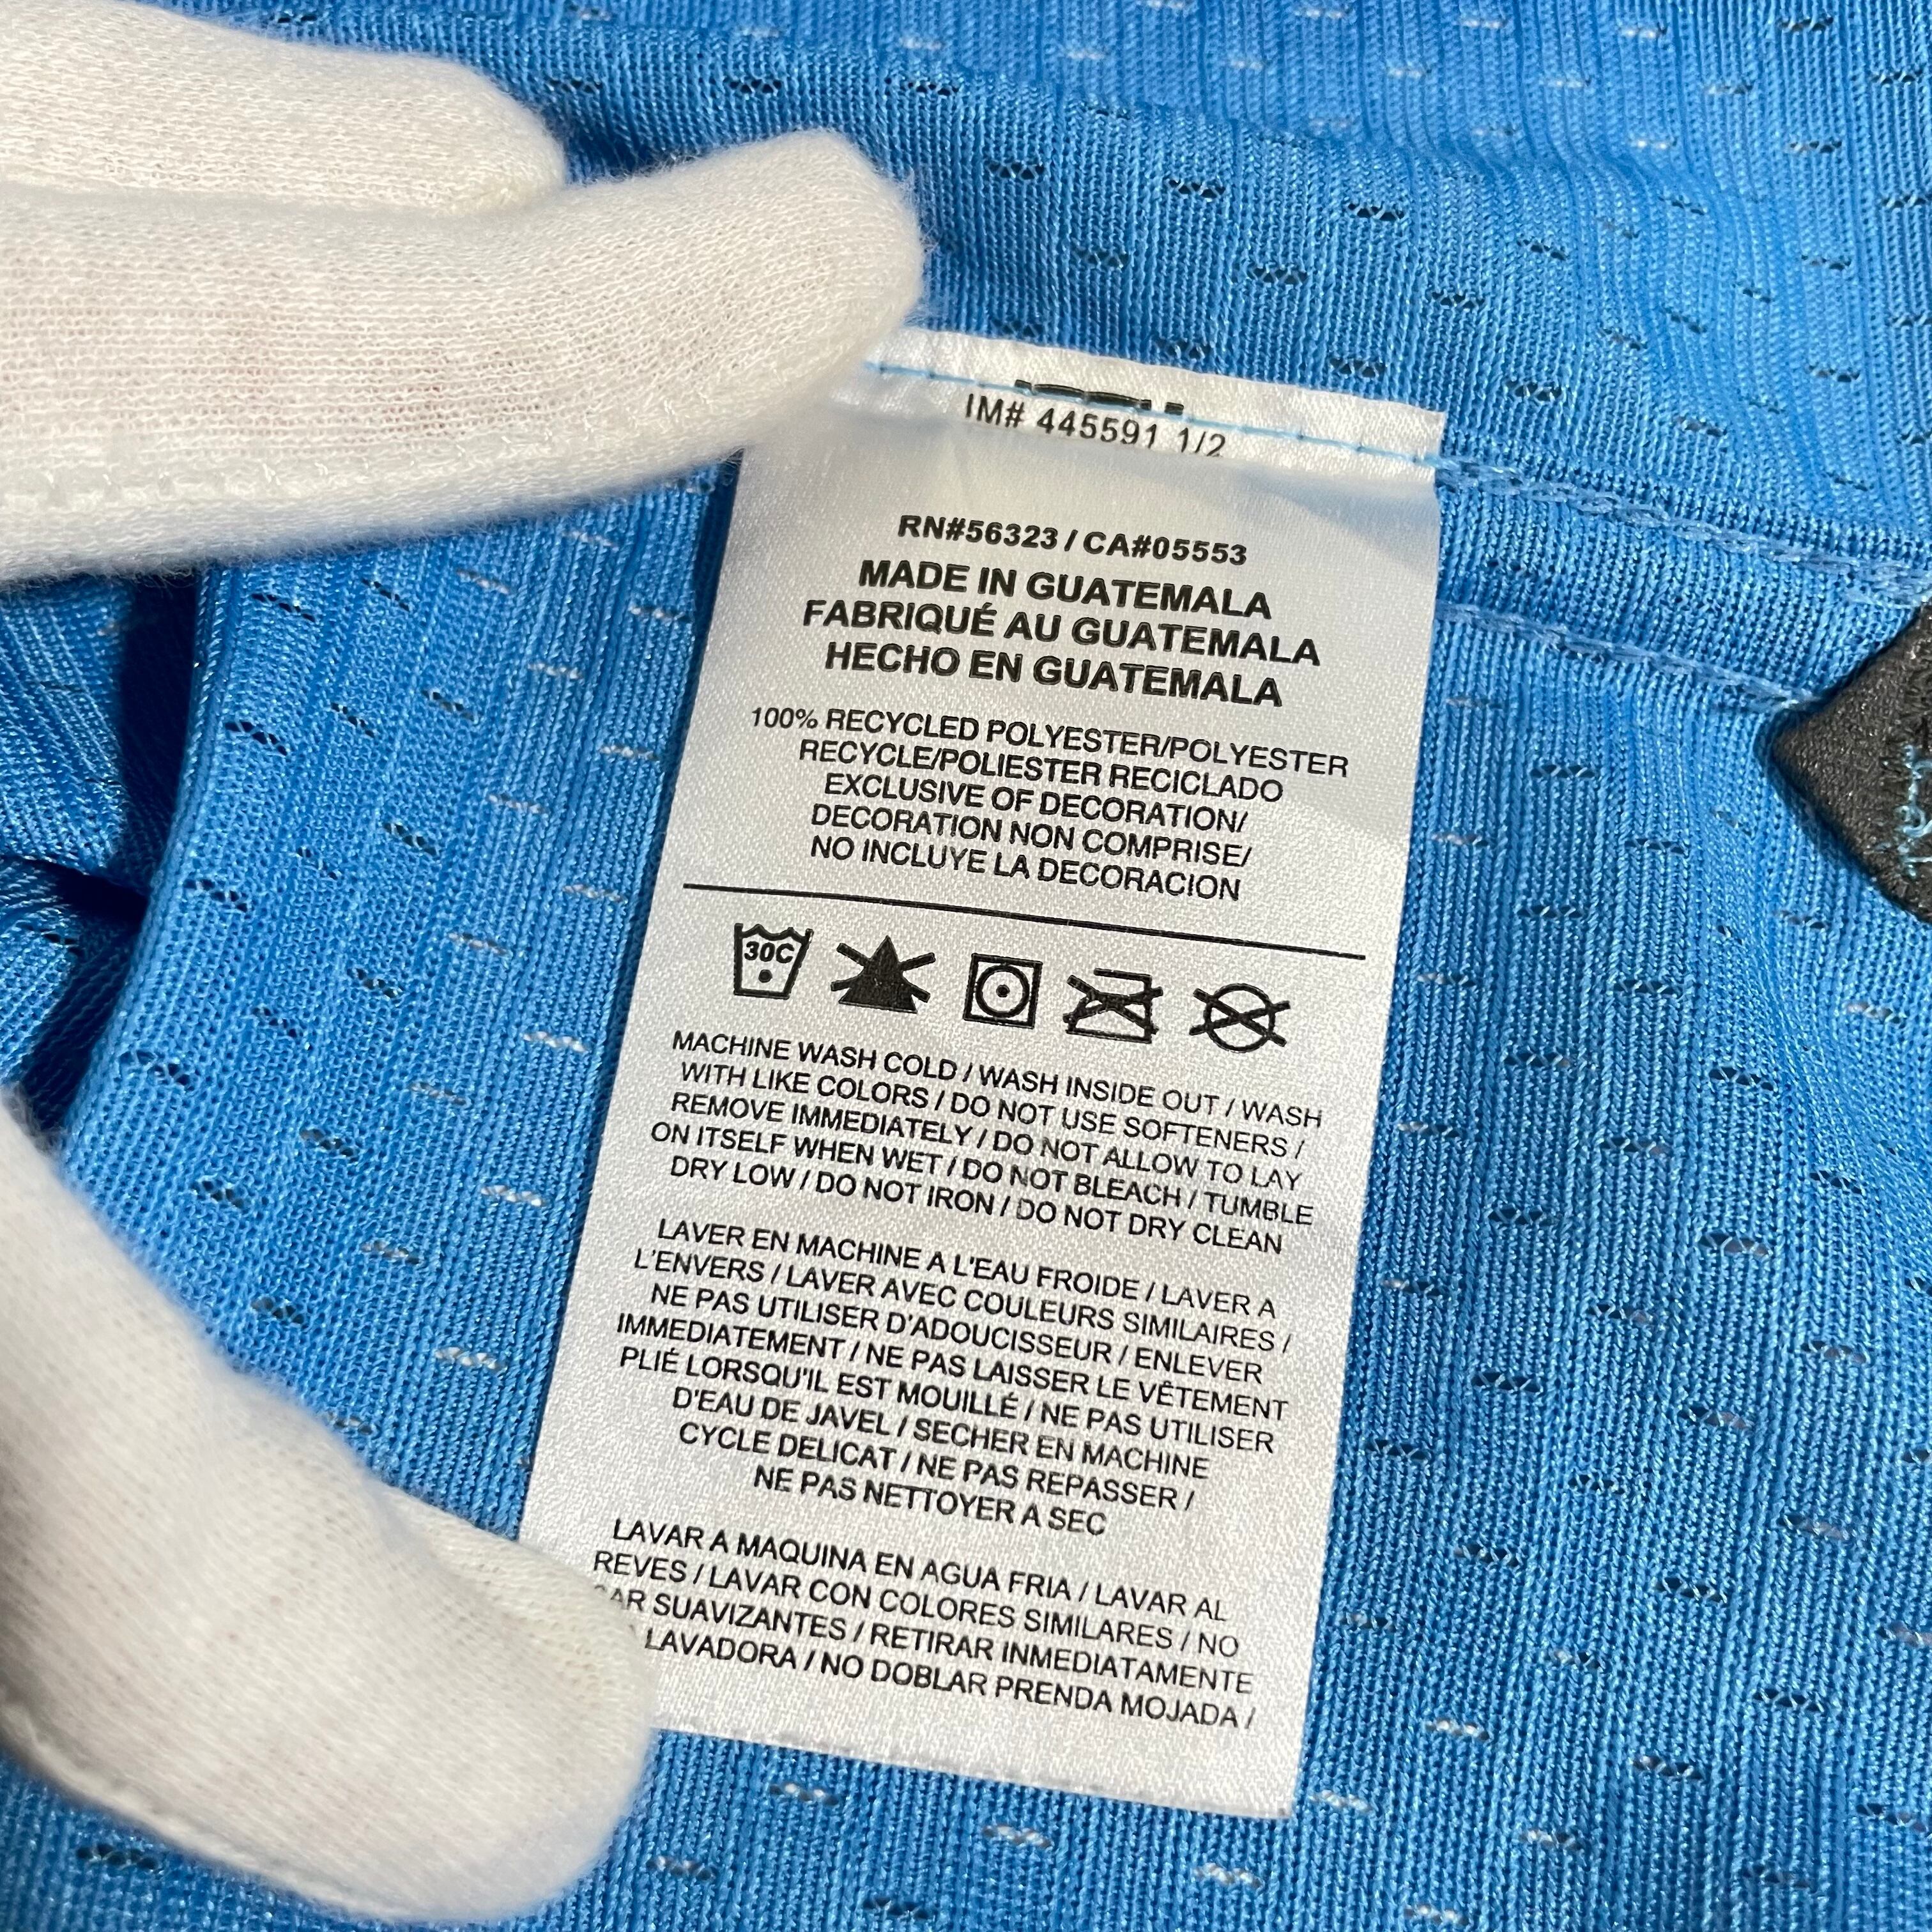 IM# 445591 1/2
RN#56323 / CA#05553
MADE IN GUATEMALA
FABRIQUÉ AU GUATEMALA
HECHO EN GUATEMALA
100% RECYCLED POLYESTER/POLYESTER
RECYCLE/POLIESTER RECICLADO
EXCLUSIVE OF DECORATION/
DECORATION NON COMPRISE/
NO INCLUYE LA DECORACION
30C
MACHINE WASH COLD / WASH INSIDE OUT / WASH
WITH LIKE COLORS / DO NOT USE SOFTENERS /
REMOVE IMMEDIATELY / DO NOT ALLOW TO LAY
ON ITSELF WHEN WET / DO NOT BLEACH / TUMBLE
DRY LOW / DO NOT IRON / DO NOT DRY CLEAN
LAVER EN MACHINE A L'EAU FROIDE / LAVER A
L'ENVERS / LAVER AVEC COULEURS SIMILAIRES /
NE PAS UTILISER D'ADOUCISSEUR / ENLEVER
IMMEDIATEMENT / NE PAS LAISSER LE VÊTEMENT
PLIÉ LORSQU'IL EST MOUILLÉ / NE PAS UTILISER
D'EAU DE JAVEL / SECHER EN MACHINE
CYCLE DELICAT / NE PAS REPASSER /
NE PAS NETTOYER A SEC
LAVAR A MAQUINA EN AGUA FRIA / LAVAR AL
REVES / LAVAR CON COLORES SIMILARES / NO
SUAVIZANTES / RETIRAR INMEDIATAMENTE
LAVADORA / NO DOBLAR PRENDA MOJADA /